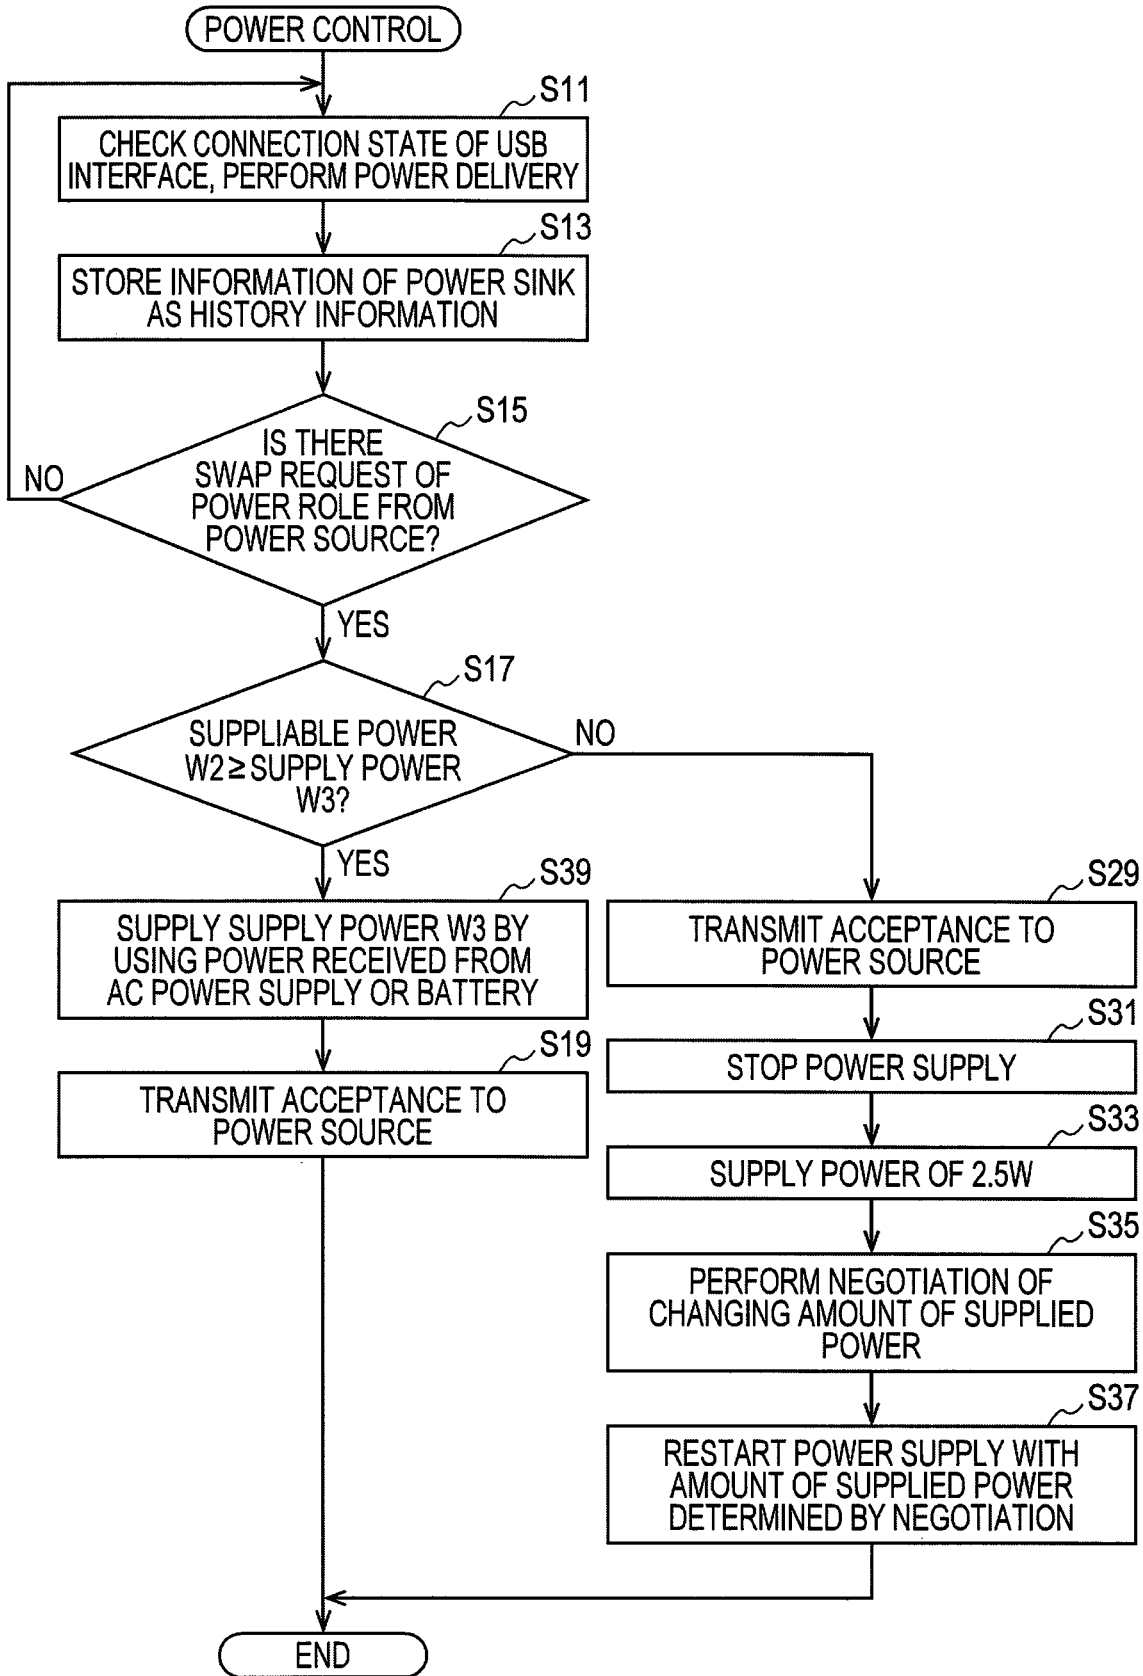 POWER CONTROL
S11
CHECK CONNECTION STATE OF USB
INTERFACE, PERFORM POWER DELIVERY
S13
STORE INFORMATION OF POWER SINK
AS HISTORY INFORMATION
S15
IS THERE
SWAP REQUEST OF
POWER ROLE FROM
POWER SOURCE?
NO
YES
S17
SUPPLIABLE POWER
W2≥SUPPLY POWER
W3?
NO
YES
S39
SUPPLY SUPPLY POWER W3 BY
USING POWER RECEIVED FROM
AC POWER SUPPLY OR BATTERY
S19
TRANSMIT ACCEPTANCE TO
POWER SOURCE
S29
TRANSMIT ACCEPTANCE TO
POWER SOURCE
S31
STOP POWER SUPPLY
S33
SUPPLY POWER OF 2.5W
S35
PERFORM NEGOTIATION OF
CHANGING AMOUNT OF SUPPLIED
POWER
S37
RESTART POWER SUPPLY WITH
AMOUNT OF SUPPLIED POWER
DETERMINED BY NEGOTIATION
END